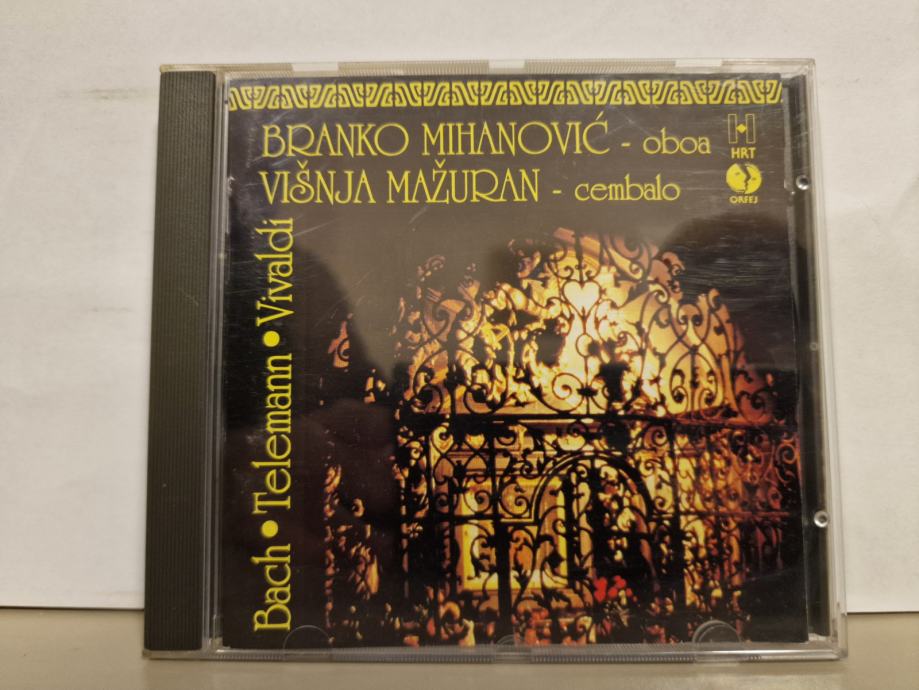 BRANKO MIHANOVIĆ - oboa
VIŠNJA MAŽURAN - cembalo
HRT
ORFEJ
Bach • Telemann • Vivaldi